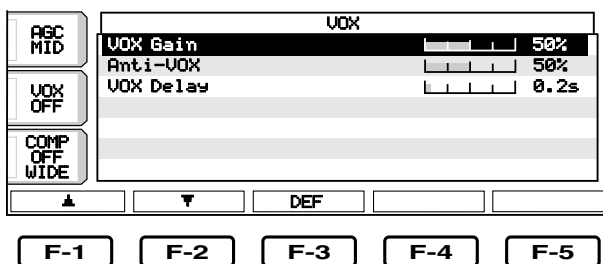 AGC
MID
VOX
OFF
COMP
OFF
WIDE
VOX
VOX Gain 50%
Anti-VOX 50%
VOX Delay 0.2s
DEF
F-1 F-2 F-3 F-4 F-5